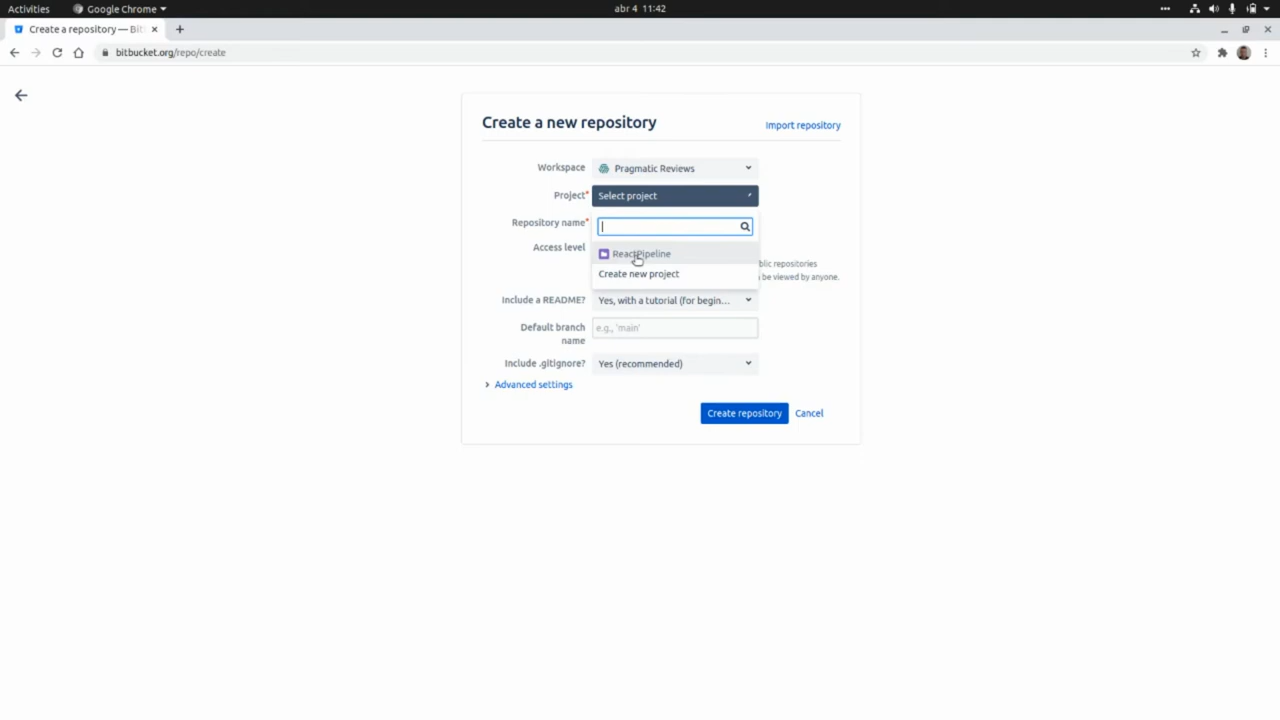 Activities Google Chrome abr 4 11:42
Create a repository — Bit
bitbucket.org/repo/create
Create a new repository Import repository
Workspace Pragmatic Reviews
Project* Select project
Repository name*
ReactPipeline
Access level
blic repositories
Create new project
be viewed by anyone.
Include a README? Yes, with a tutorial (for begin...
Default branch e.g., 'main'
name
Include .gitignore? Yes (recommended)
Advanced settings
Create repository Cancel